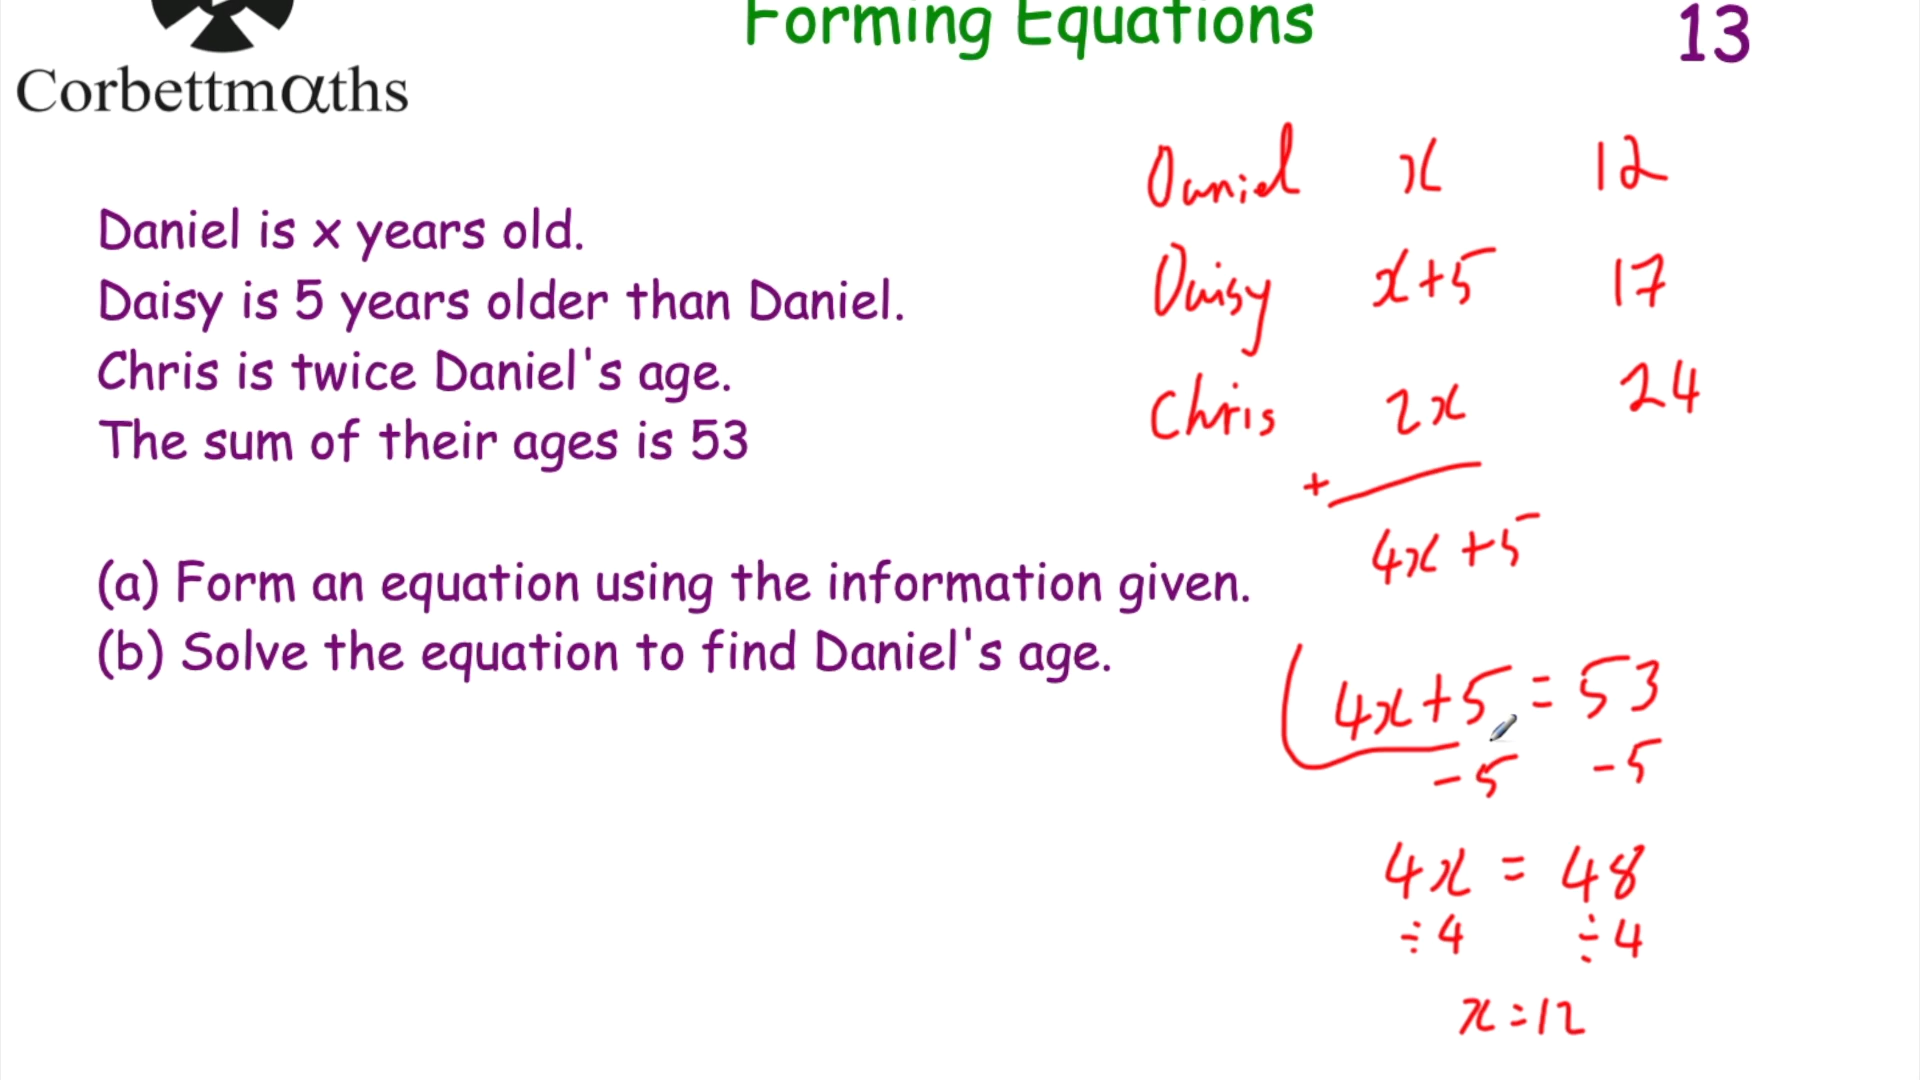 Forming Equations
13
Corbettmαths
Daniel is x years old.
Daisy is 5 years older than Daniel.
Chris is twice Daniel's age.
The sum of their ages is 53
(a) Form an equation using the information given.
(b) Solve the equation to find Daniel's age.
Daniel x 12
Daisy x+5 17
Chris 2x 24
+
4x+5
4x+5=53
-5 -5
4x = 48
÷4 ÷4
x=12